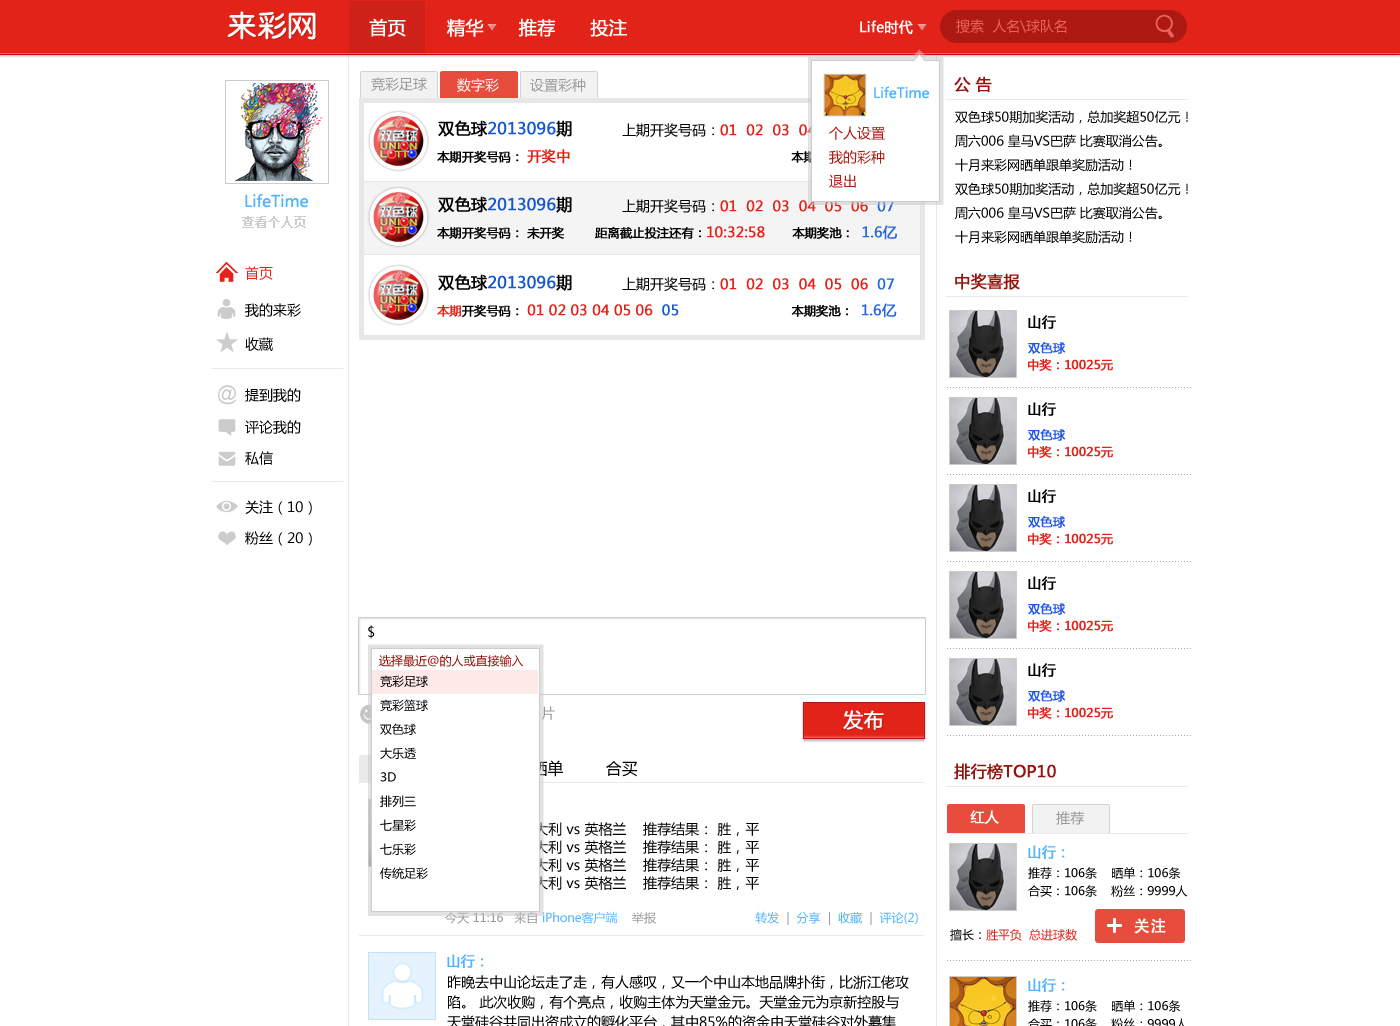 来彩网
首页 精华 推荐 投注
Life时代
搜索 人名\球队名
LifeTime
个人设置
我的彩种
退出
LifeTime
查看个人页
首页
我的来彩
收藏
提到我的
评论我的
私信
关注 ( 10 )
粉丝 ( 20 )
竞彩足球 数字彩 设置彩种
双色球2013096期 上期开奖号码：01 02 03
本期开奖号码： 开奖中
双色球2013096期 上期开奖号码：01 02 03 04 05 06 07
本期开奖号码： 未开奖 距离截止投注还有：10:32:58 本期奖池： 1.6亿
双色球2013096期 上期开奖号码：01 02 03 04 05 06 07
本期开奖号码： 01 02 03 04 05 06 05 本期奖池： 1.6亿
$
选择最近@的人或直接输入
竞彩足球
竞彩篮球
双色球
大乐透
3D
排列三
七星彩
七乐彩
传统足彩
片
发布
晒单 合买
大利 vs 英格兰 推荐结果： 胜，平
大利 vs 英格兰 推荐结果： 胜，平
大利 vs 英格兰 推荐结果： 胜，平
大利 vs 英格兰 推荐结果： 胜，平
今天 11:16 来自 iPhone客户端 举报 转发 | 分享 | 收藏 | 评论(2)
山行：
昨晚去中山论坛走了走，有人感叹，又一个中山本地品牌扑街，比浙江佬攻
陷。 此次收购，有个亮点，收购主体为天堂金元。天堂金元为京新控股与
天堂硅谷共同出资成立的孵化平台，其中85%的资金由天堂硅谷对外募集
公 告
双色球50期加奖活动，总加奖超50亿元！
周六006 皇马VS巴萨 比赛取消公告。
十月来彩网晒单跟单奖励活动！
双色球50期加奖活动，总加奖超50亿元！
周六006 皇马VS巴萨 比赛取消公告。
十月来彩网晒单跟单奖励活动！
中奖喜报
山行
双色球
中奖：10025元
山行
双色球
中奖：10025元
山行
双色球
中奖：10025元
山行
双色球
中奖：10025元
山行
双色球
中奖：10025元
排行榜TOP10
红人 推荐
山行：
推荐：106条 晒单：106条
合买：106条 粉丝：9999人
擅长：胜平负 总进球数
+ 关注
山行：
推荐：106条 晒单：106条
合买：106条 粉丝：9999人